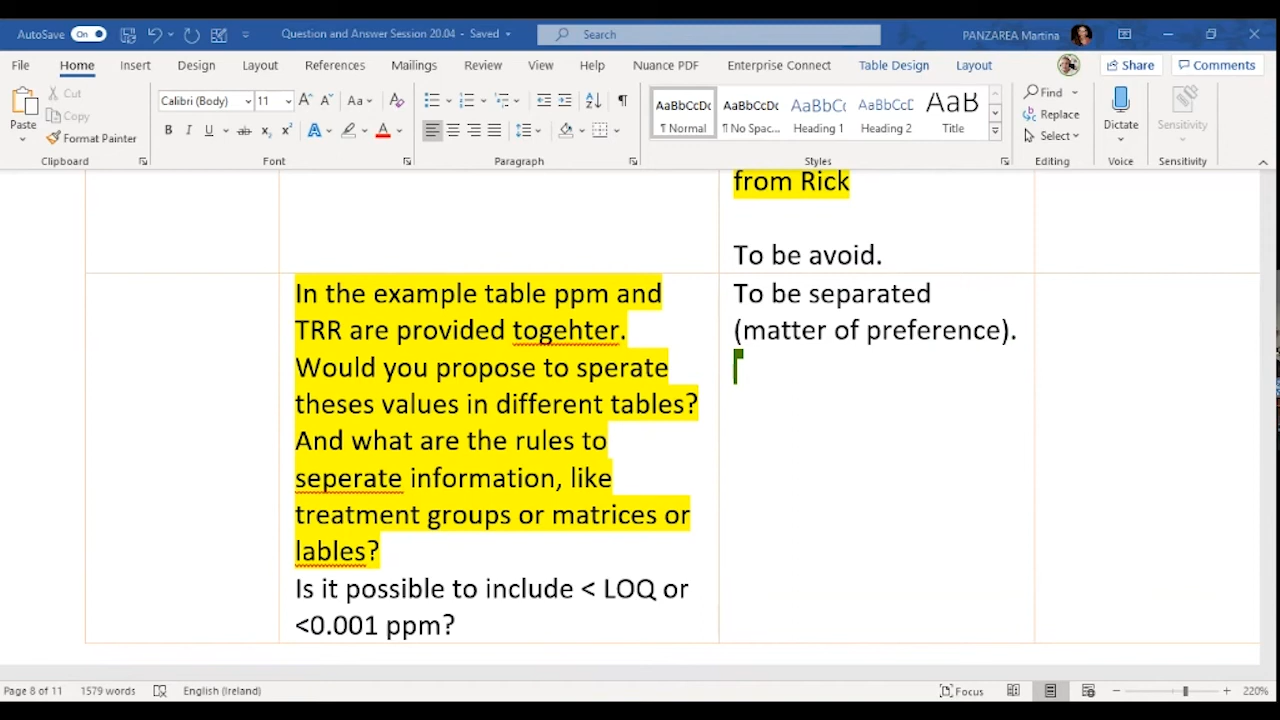 AutoSave On Question and Answer Session 20.04 - Saved Search PANZAREA Martina
File Home Insert Design Layout References Mailings Review View Help Nuance PDF Enterprise Connect Table Design Layout Share Comments
Paste Cut Copy Format Painter
Clipboard
Calibri (Body) 11
Font
Paragraph
AaBbCcDc AaBbCcDc AaBbCc AaBbCcD AaB
¶ Normal ¶ No Spac... Heading 1 Heading 2 Title
Styles
Find
Replace
Select
Editing
Dictate
Voice
Sensitivity
Sensitivity
from Rick
To be avoid.
In the example table ppm and
TRR are provided togehter.
Would you propose to sperate
theses values in different tables?
And what are the rules to
seperate information, like
treatment groups or matrices or
lables?
Is it possible to include < LOQ or
<0.001 ppm?
To be separated
(matter of preference).
Page 8 of 11 1579 words English (Ireland) Focus 220%